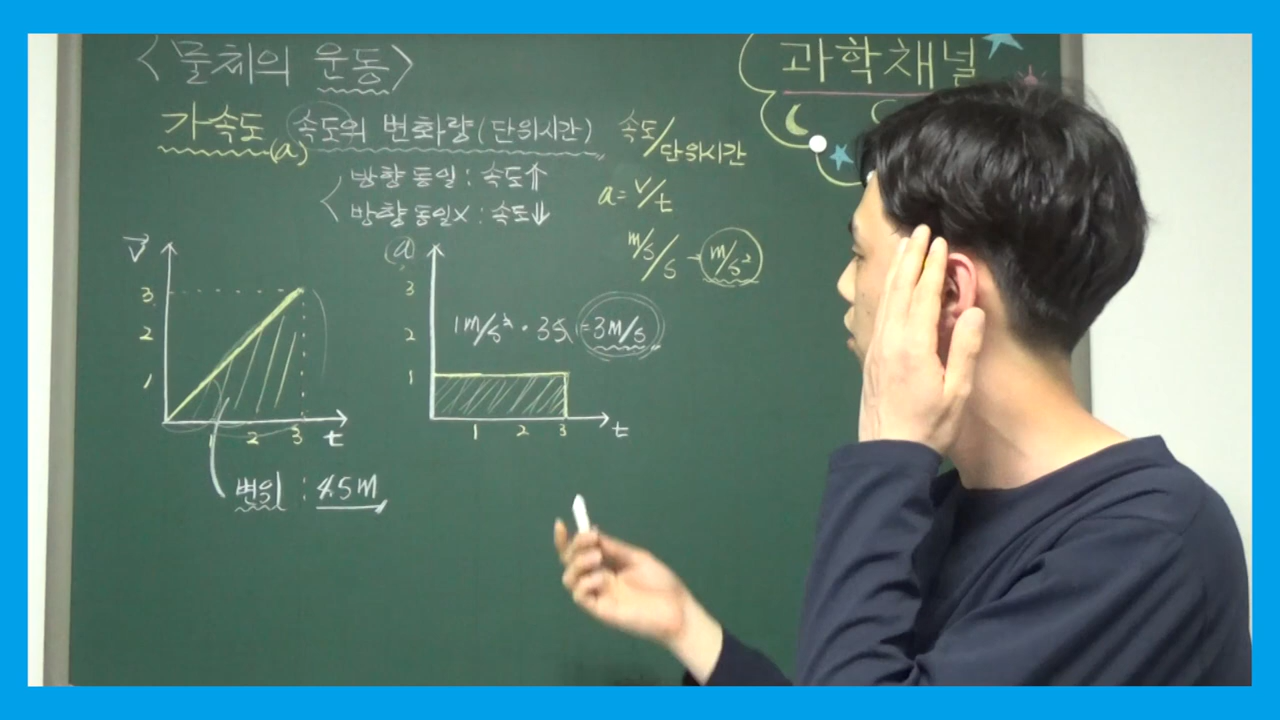 <물체의 운동>
과학채널
가속도(a) 속도의 변화량(단위시간)
속도/단위시간
방향 동일 : 속도↑
방향 동일x : 속도↓
a = v/t
m/s/s → m/s²
v
3
2
1
1
2
3
t
변위 : 4.5m
(a)
3
2
1
1m/s² · 3s = 3m/s
1
2
3
t